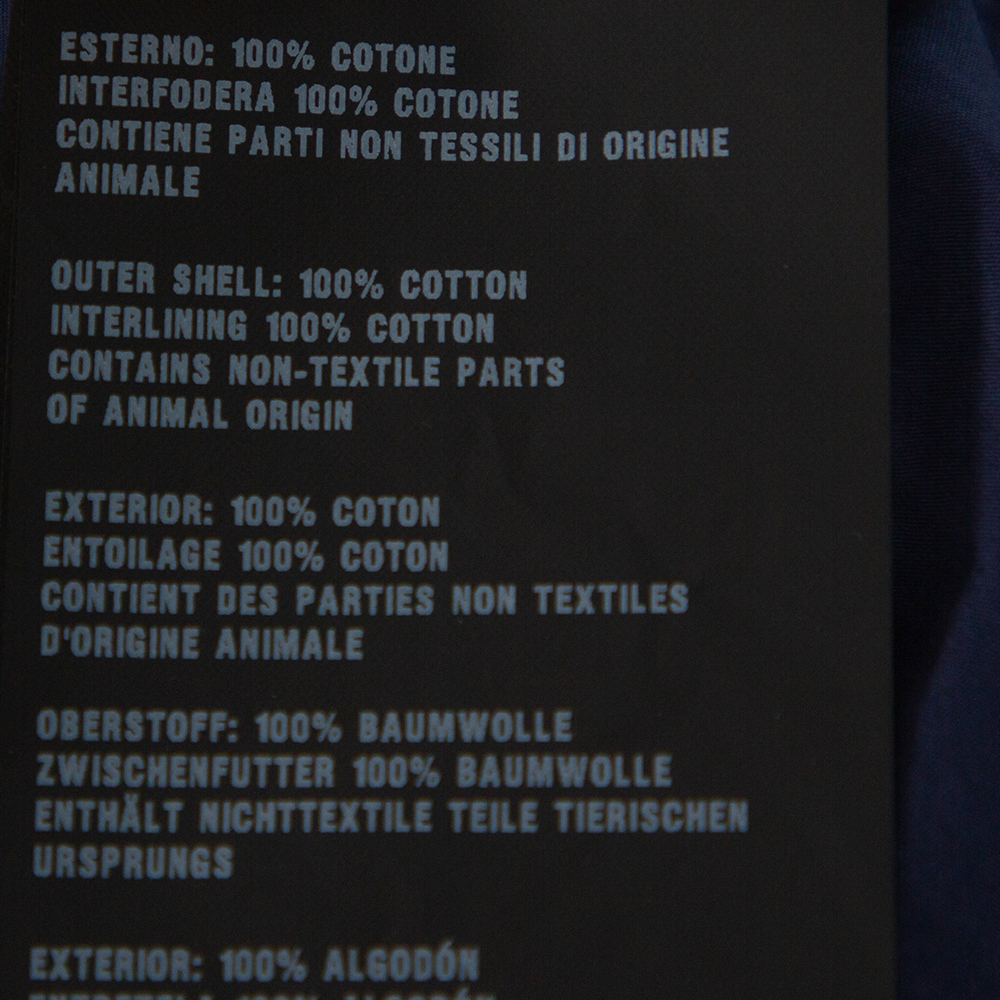 ESTERNO: 100% COTONE
INTERFODERA 100% COTONE
CONTIENE PARTI NON TESSILI DI ORIGINE
ANIMALE
OUTER SHELL: 100% COTTON
INTERLINING 100% COTTON
CONTAINS NON-TEXTILE PARTS
OF ANIMAL ORIGIN
EXTERIOR: 100% COTON
ENTOILAGE 100% COTON
CONTIENT DES PARTIES NON TEXTILES
D'ORIGINE ANIMALE
OBERSTOFF: 100% BAUMWOLLE
ZWISCHENFUTTER 100% BAUMWOLLE
ENTHÄLT NICHTTEXTILE TEILE TIERISCHEN
URSPRUNGS
EXTERIOR: 100% ALGODÓN